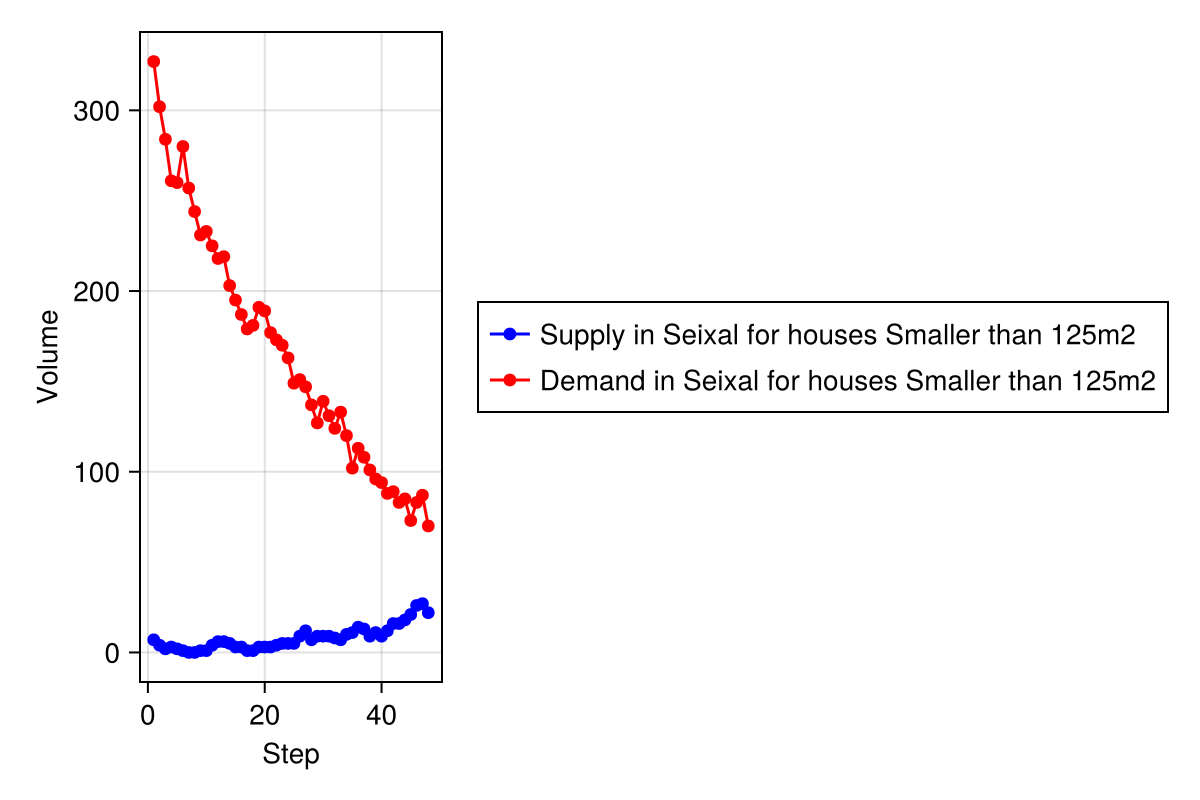 Volume
300
200
100
0
0 20 40
Step
Supply in Seixal for houses Smaller than 125m2
Demand in Seixal for houses Smaller than 125m2